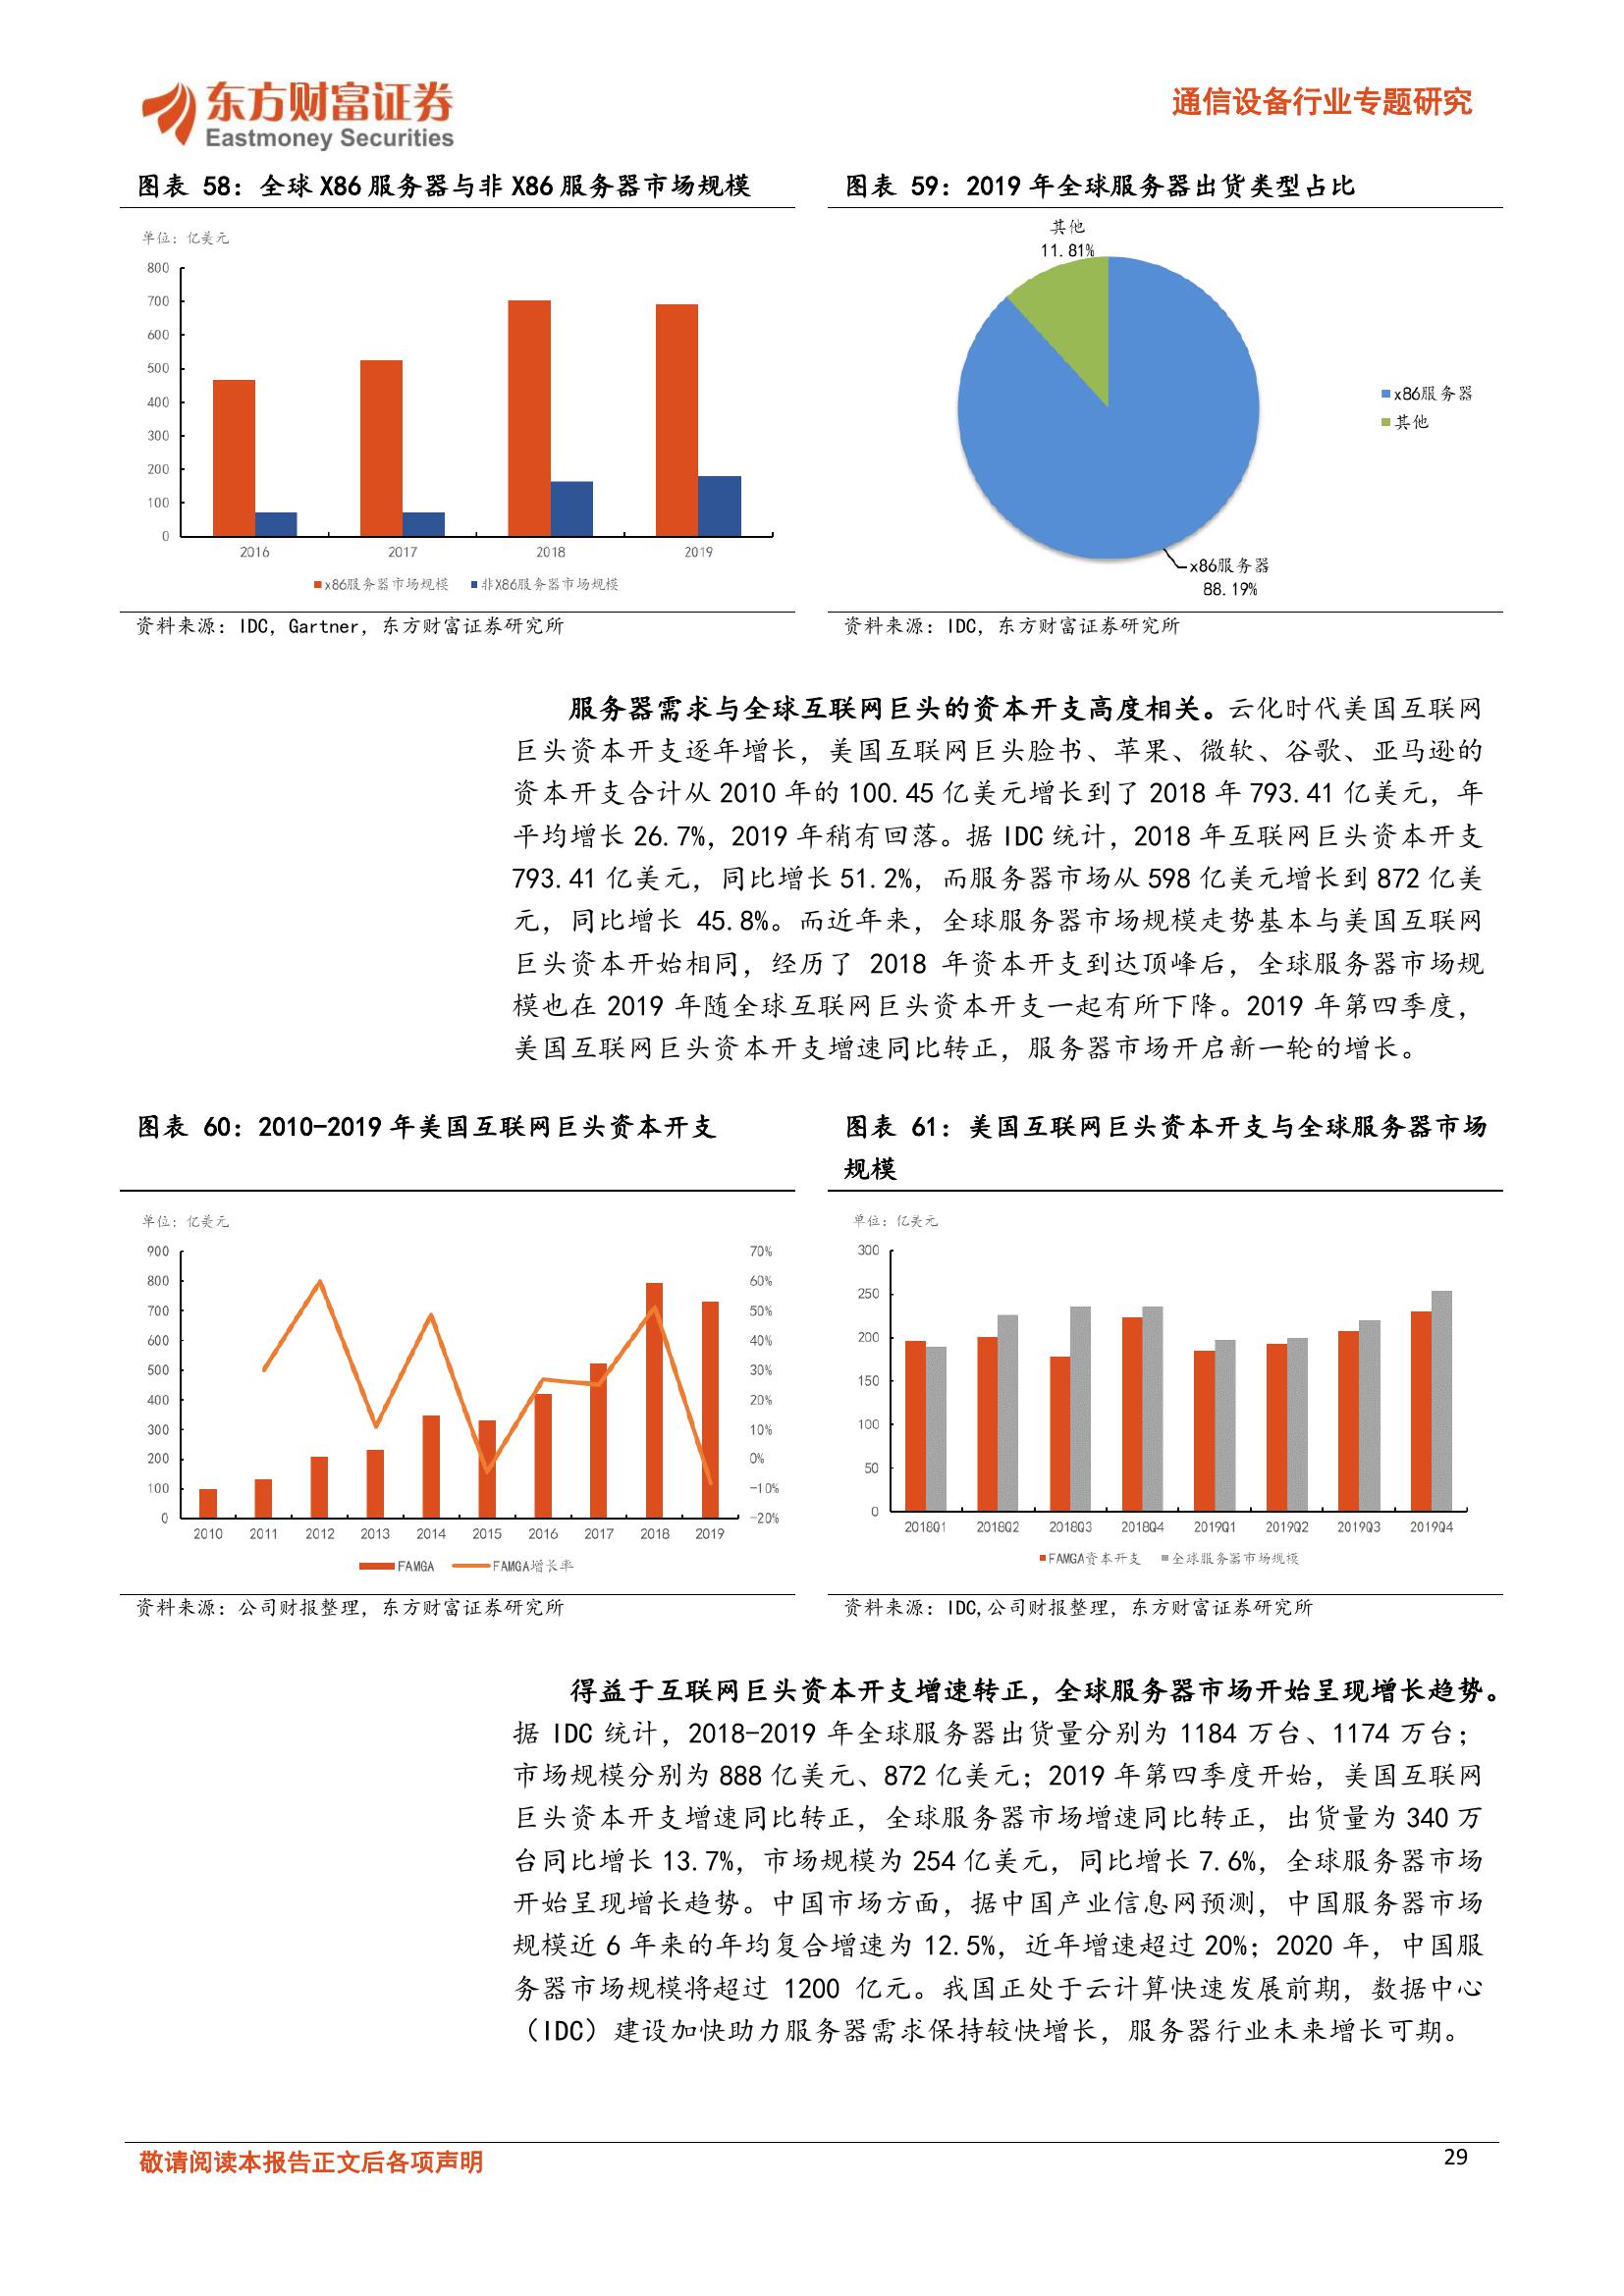 东方财富证券
Eastmoney Securities
通信设备行业专题研究
图表 58：全球 X86 服务器与非 X86 服务器市场规模
单位：亿美元
800
700
600
500
400
300
200
100
0
2016 2017 2018 2019
x86服务器市场规模 非X86服务器市场规模
资料来源：IDC，Gartner，东方财富证券研究所
图表 59：2019 年全球服务器出货类型占比
其他
11.81%
x86服务器
其他
x86服务器
88.19%
资料来源：IDC，东方财富证券研究所
服务器需求与全球互联网巨头的资本开支高度相关。云化时代美国互联网
巨头资本开支逐年增长，美国互联网巨头脸书、苹果、微软、谷歌、亚马逊的
资本开支合计从 2010 年的 100.45 亿美元增长到了 2018 年 793.41 亿美元，年
平均增长 26.7%，2019 年稍有回落。据 IDC 统计，2018 年互联网巨头资本开支
793.41 亿美元，同比增长 51.2%，而服务器市场从 598 亿美元增长到 872 亿美
元，同比增长 45.8%。而近年来，全球服务器市场规模走势基本与美国互联网
巨头资本开始相同，经历了 2018 年资本开支到达顶峰后，全球服务器市场规
模也在 2019 年随全球互联网巨头资本开支一起有所下降。2019 年第四季度，
美国互联网巨头资本开支增速同比转正，服务器市场开启新一轮的增长。
图表 60：2010-2019 年美国互联网巨头资本开支
单位：亿美元
900
800
700
600
500
400
300
200
100
0
70%
60%
50%
40%
30%
20%
10%
0%
-10%
-20%
2010 2011 2012 2013 2014 2015 2016 2017 2018 2019
FAMGA FAMGA增长率
资料来源：公司财报整理，东方财富证券研究所
图表 61：美国互联网巨头资本开支与全球服务器市场
规模
单位：亿美元
300
250
200
150
100
50
0
2018Q1 2018Q2 2018Q3 2018Q4 2019Q1 2019Q2 2019Q3 2019Q4
FAMGA资本开支 全球服务器市场规模
资料来源：IDC,公司财报整理，东方财富证券研究所
得益于互联网巨头资本开支增速转正，全球服务器市场开始呈现增长趋势。
据 IDC 统计，2018-2019 年全球服务器出货量分别为 1184 万台、1174 万台；
市场规模分别为 888 亿美元、872 亿美元；2019 年第四季度开始，美国互联网
巨头资本开支增速同比转正，全球服务器市场增速同比转正，出货量为 340 万
台同比增长 13.7%，市场规模为 254 亿美元，同比增长 7.6%，全球服务器市场
开始呈现增长趋势。中国市场方面，据中国产业信息网预测，中国服务器市场
规模近 6 年来的年均复合增速为 12.5%，近年增速超过 20%；2020 年，中国服
务器市场规模将超过 1200 亿元。我国正处于云计算快速发展前期，数据中心
（IDC）建设加快助力服务器需求保持较快增长，服务器行业未来增长可期。
敬请阅读本报告正文后各项声明
29